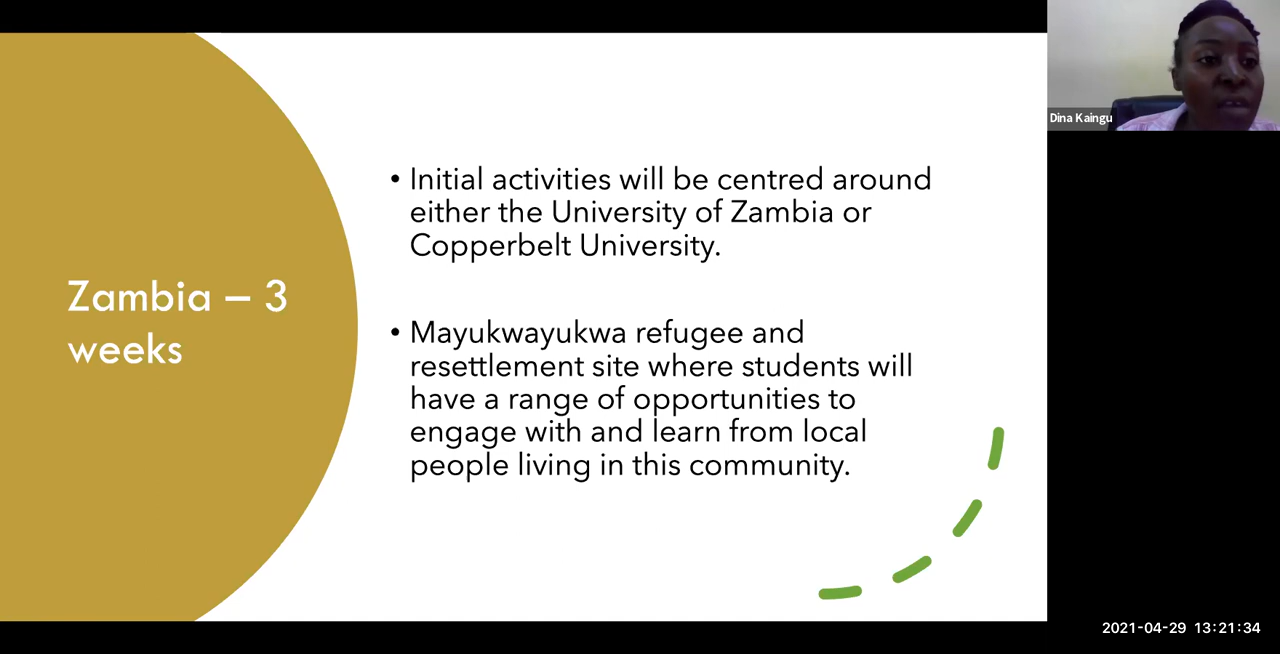 Zambia – 3
weeks
• Initial activities will be centred around
either the University of Zambia or
Copperbelt University.
• Mayukwayukwa refugee and
resettlement site where students will
have a range of opportunities to
engage with and learn from local
people living in this community.
Dina Kaingu
2021-04-29 13:21:34